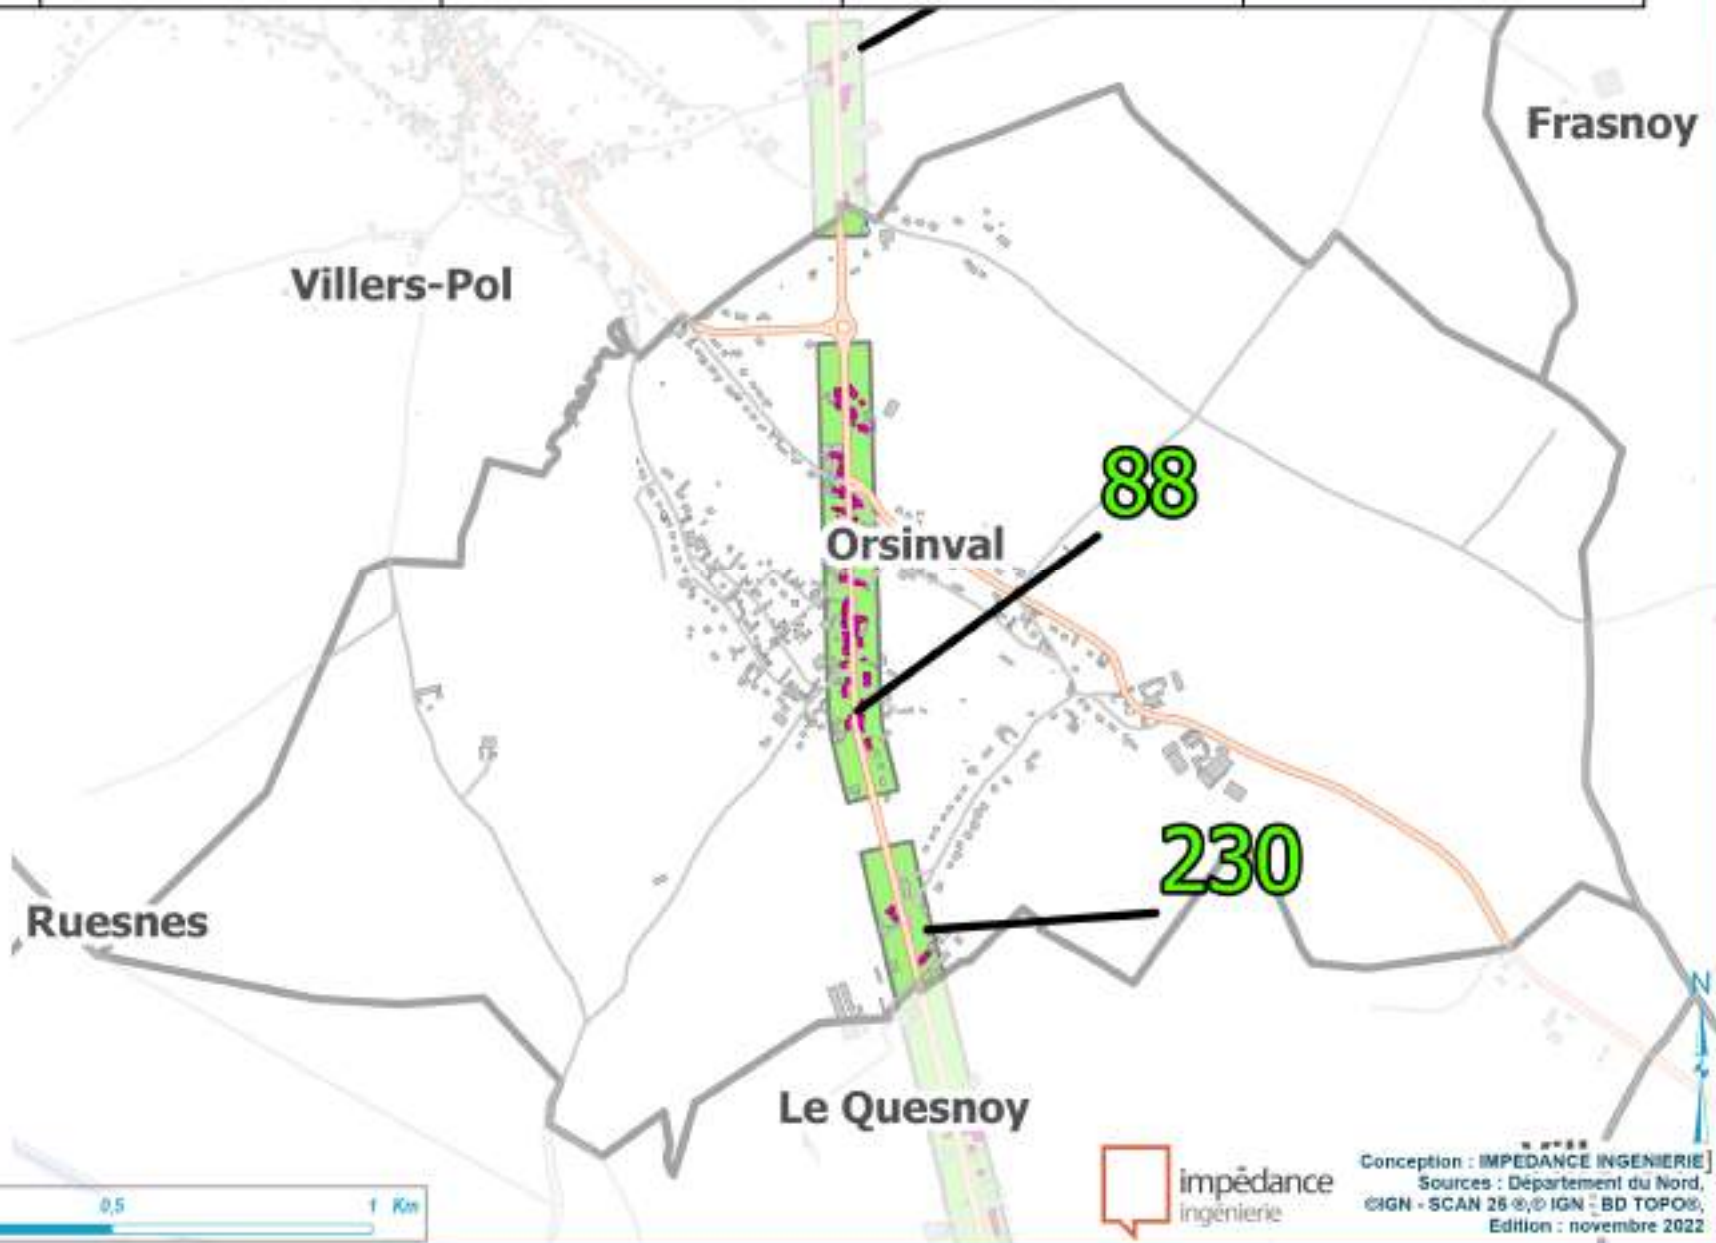 Frasnoy
Villers-Pol
88
Orsinval
230
Ruesnes
N
Le Quesnoy
0,5 1 Km
impédance
ingénierie
Conception : IMPEDANCE INGENIERIE
Sources : Département du Nord,
©IGN - SCAN 25 ®,© IGN - BD TOPO®,
Edition : novembre 2022